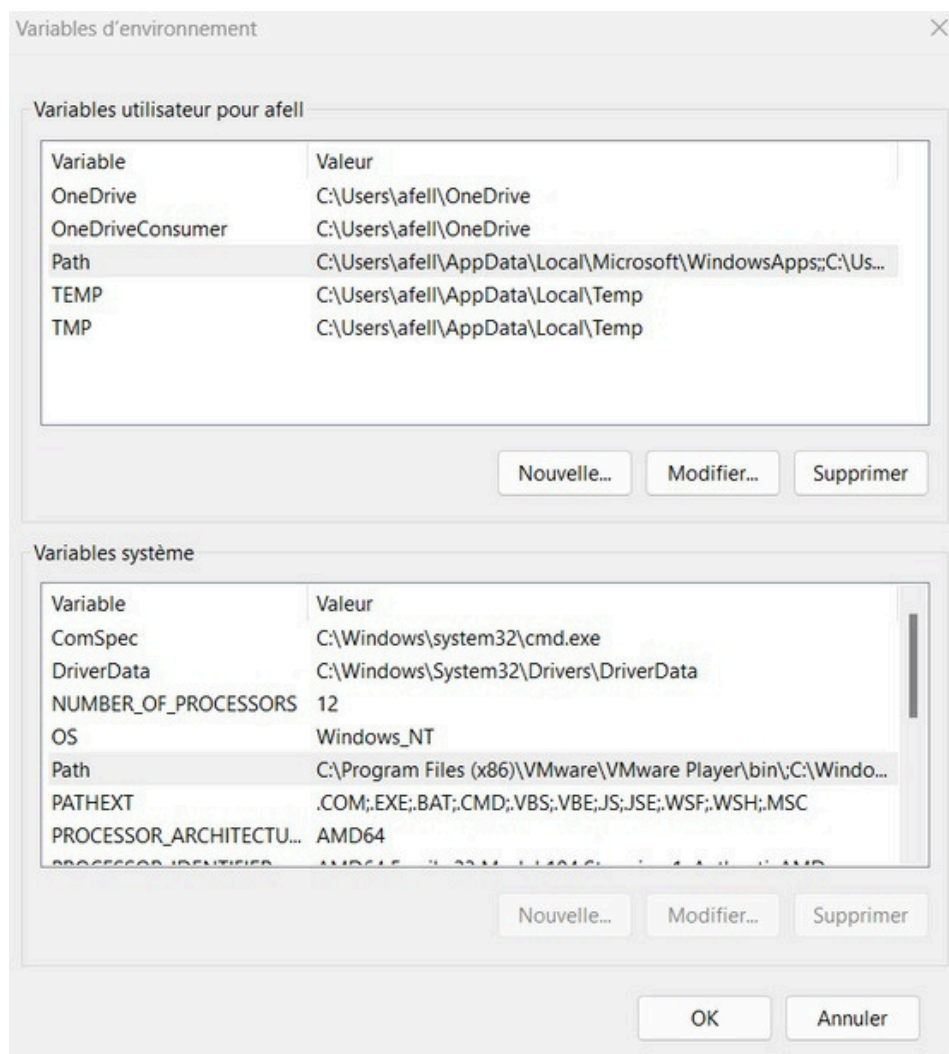 Variables d'environnement
Variables utilisateur pour afell
Variable Valeur
OneDrive C:\Users\afell\OneDrive
OneDriveConsumer C:\Users\afell\OneDrive
Path C:\Users\afell\AppData\Local\Microsoft\WindowsApps;;C:\Us...
TEMP C:\Users\afell\AppData\Local\Temp
TMP C:\Users\afell\AppData\Local\Temp
Nouvelle... Modifier... Supprimer
Variables système
Variable Valeur
ComSpec C:\Windows\system32\cmd.exe
DriverData C:\Windows\System32\Drivers\DriverData
NUMBER_OF_PROCESSORS 12
OS Windows_NT
Path C:\Program Files (x86)\VMware\VMware Player\bin\;C:\Windo...
PATHEXT .COM;.EXE;.BAT;.CMD;.VBS;.VBE;.JS;.JSE;.WSF;.WSH;.MSC
PROCESSOR_ARCHITECTU... AMD64
Nouvelle... Modifier... Supprimer
OK Annuler